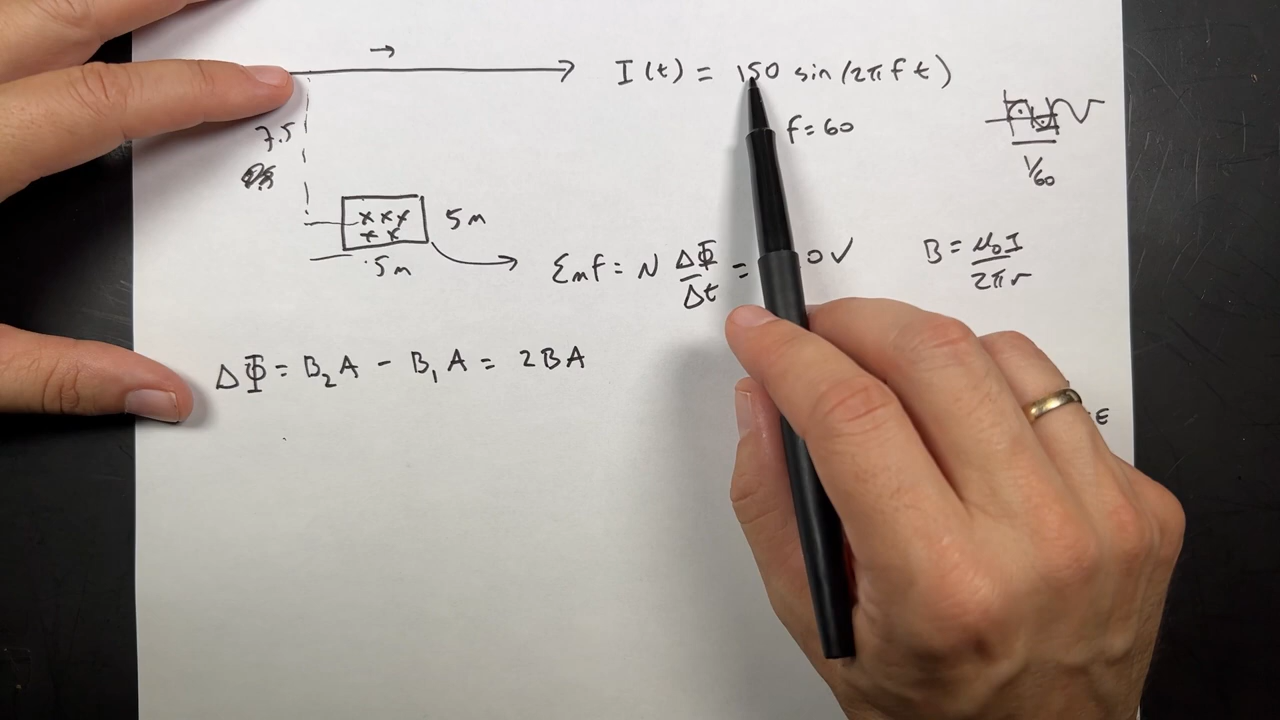 →
I(t) = 150 sin(2πft)
7.5
f=60
1/60
x x x
x x
5m
.5m
Emf = N ΔΦ/Δt = 0V
B = μ₀I/2πr
ΔΦ = B₂A - B₁A = 2BA
E